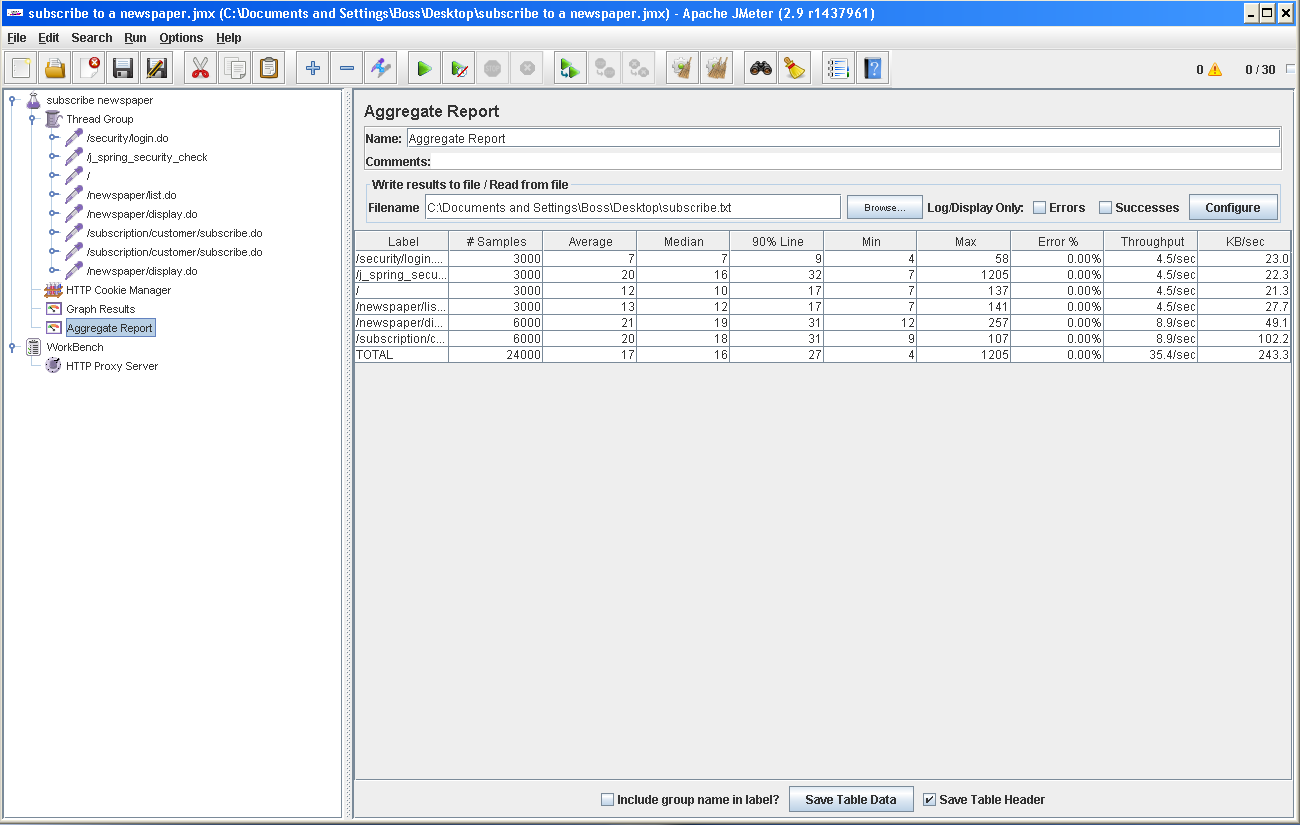 subscribe to a newspaper.jmx (C:\Documents and Settings\Boss\Desktop\subscribe to a newspaper.jmx) - Apache JMeter (2.9 r1437961)
File Edit Search Run Options Help
0 0 / 30
subscribe newspaper
Thread Group
/security/login.do
/j_spring_security_check
/
/newspaper/list.do
/newspaper/display.do
/subscription/customer/subscribe.do
/subscription/customer/subscribe.do
/newspaper/display.do
HTTP Cookie Manager
Graph Results
Aggregate Report
WorkBench
HTTP Proxy Server
Aggregate Report
Name: Aggregate Report
Comments:
Write results to file / Read from file
Filename C:\Documents and Settings\Boss\Desktop\subscribe.txt Browse... Log/Display Only: Errors Successes Configure
Label # Samples Average Median 90% Line Min Max Error % Throughput KB/sec
/security/login.... 3000 7 7 9 4 58 0.00% 4.5/sec 23.0
/j_spring_secu... 3000 20 16 32 7 1205 0.00% 4.5/sec 22.3
/ 3000 12 10 17 7 137 0.00% 4.5/sec 21.3
/newspaper/lis... 3000 13 12 17 7 141 0.00% 4.5/sec 27.7
/newspaper/di... 6000 21 19 31 12 257 0.00% 8.9/sec 49.1
/subscription/c... 6000 20 18 31 9 107 0.00% 8.9/sec 102.2
TOTAL 24000 17 16 27 4 1205 0.00% 35.4/sec 243.3
Include group name in label? Save Table Data Save Table Header